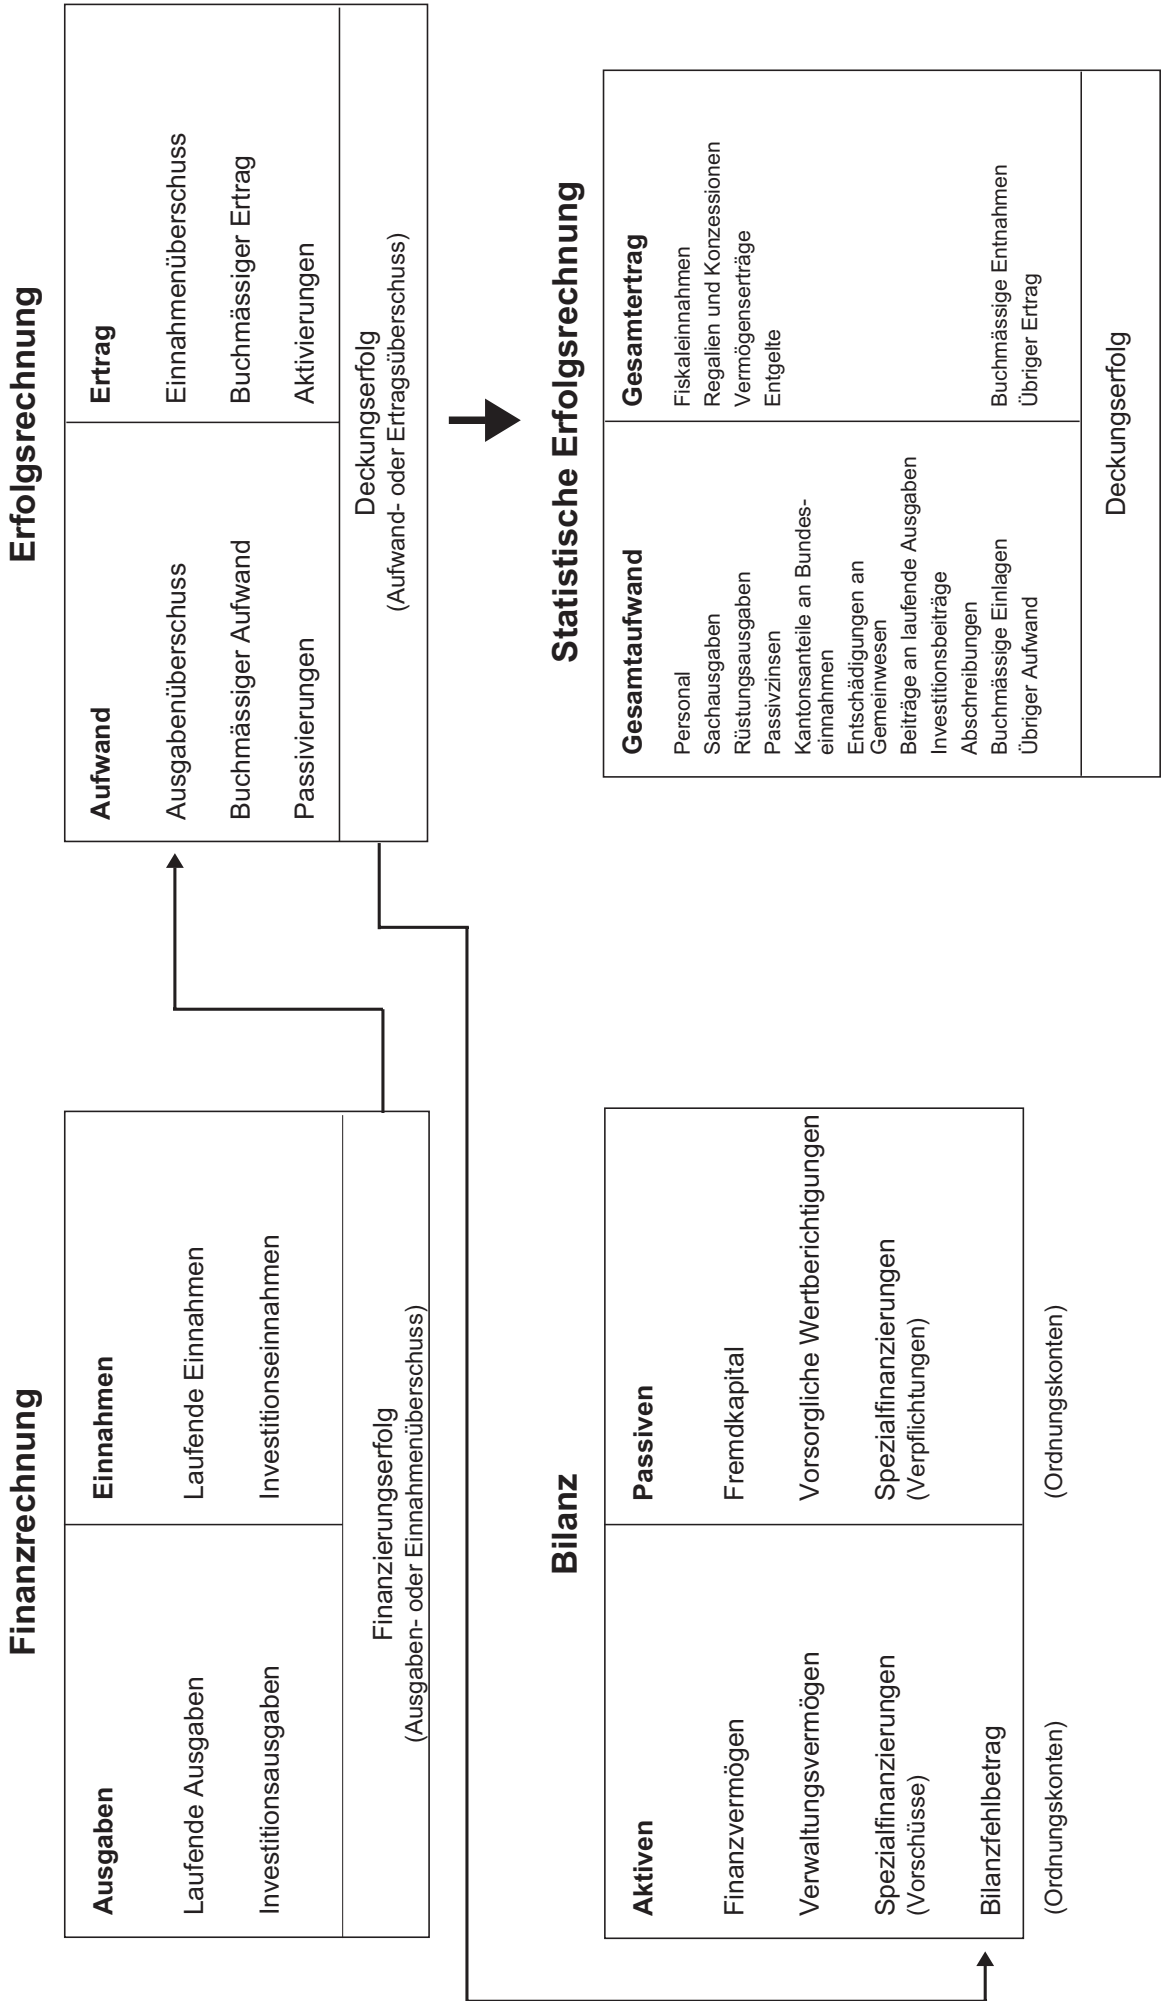 Finanzrechnung
Ausgaben
Laufende Ausgaben
Investitionsausgaben
Einnahmen
Laufende Einnahmen
Investitionseinnahmen
Finanzierungserfolg
(Ausgaben- oder Einnahmenüberschuss)
Erfolgsrechnung
Aufwand
Ausgabenüberschuss
Buchmässiger Aufwand
Passivierungen
Ertrag
Einnahmenüberschuss
Buchmässiger Ertrag
Aktivierungen
Deckungserfolg
(Aufwand- oder Ertragsüberschuss)
Bilanz
Aktiven
Finanzvermögen
Verwaltungsvermögen
Spezialfinanzierungen
(Vorschüsse)
Bilanzfehlbetrag
(Ordnungskonten)
Passiven
Fremdkapital
Vorsorgliche Wertberichtigungen
Spezialfinanzierungen
(Verpflichtungen)
(Ordnungskonten)
Statistische Erfolgsrechnung
Gesamtaufwand
Personal
Sachausgaben
Rüstungsausgaben
Passivzinsen
Kantonsanteile an Bundes-
einnahmen
Entschädigungen an
Gemeinwesen
Beiträge an laufende Ausgaben
Investitionsbeiträge
Abschreibungen
Buchmässige Einlagen
Übriger Aufwand
Gesamtertrag
Fiskaleinnahmen
Regalien und Konzessionen
Vermögenserträge
Entgelte
Buchmässige Entnahmen
Übriger Ertrag
Deckungserfolg